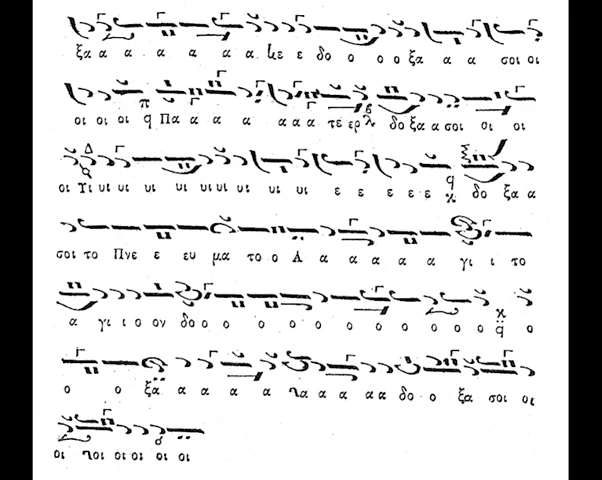 ξα α α α α α α κε ε δο ο ο ο ξα α α σοι οι
οι οι οι π ϥ Πα α α α α α α τε ερ λ δο ξα α σοι οι οι
οι Υι υι υι υι υι υι υι υι υι ε ε ε ε ε δο ξα α
σοι το Πνε ε ευ μα το ο Α α α α α α γι ι το
α γι ι ο ον δο ο ο ο ο ο ο ο ο ο ο ο ο ο
ο ο ξα α α α α α α α α δο ο ξα σοι οι
οι οι οι οι οι